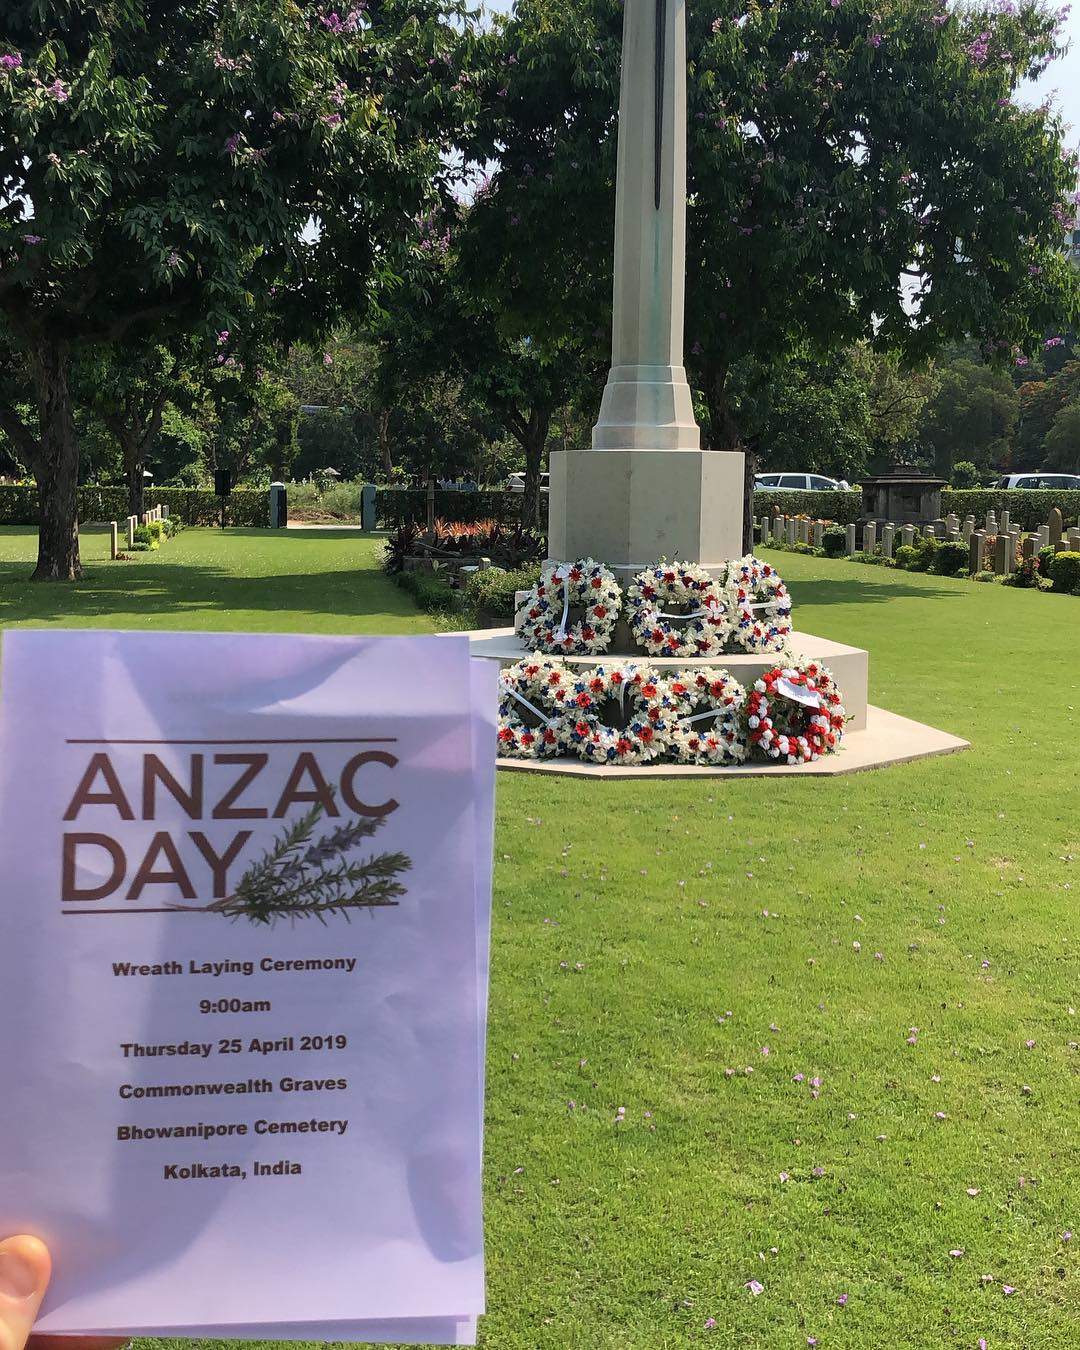 ANZAC
DAY
Wreath Laying Ceremony
9:00am
Thursday 25 April 2019
Commonwealth Graves
Bhowanipore Cemetery
Kolkata, India